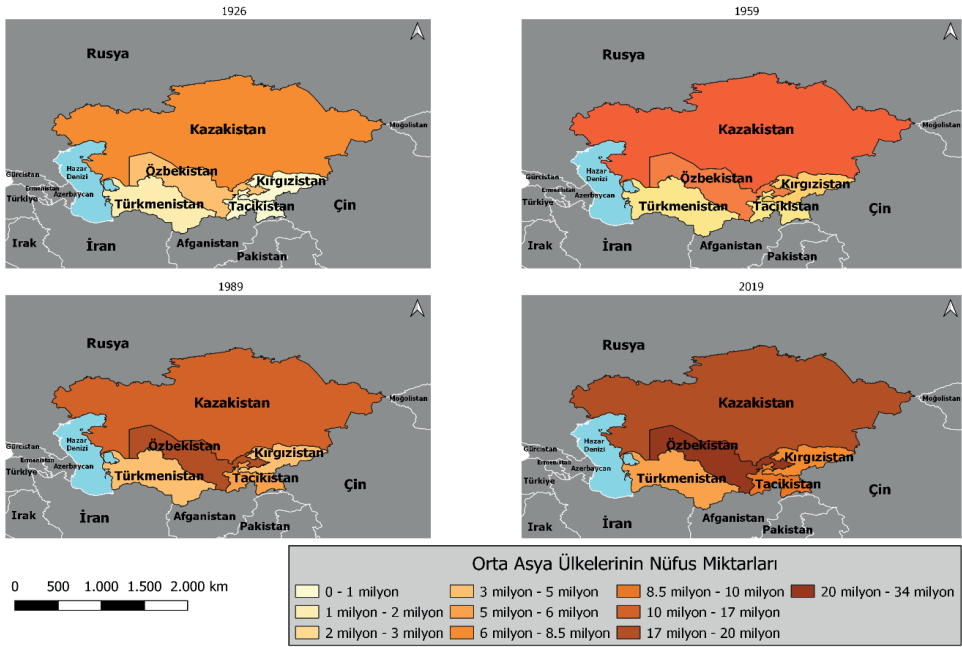 1926
Rusya
Kazakistan
Moğolistan
Özbekistan
Hazar
Denizi
Gürcistan
Kırgızistan
Ermenistan
Azerbaycan
Türkiye
Türkmenistan
Tacikistan
Çin
Irak
İran
Afganistan
Pakistan
1959
Rusya
Kazakistan
Moğolistan
Özbekistan
Hazar
Denizi
Gürcistan
Kırgızistan
Ermenistan
Azerbaycan
Türkiye
Türkmenistan
Tacikistan
Çin
Irak
İran
Afganistan
Pakistan
1989
Rusya
Kazakistan
Moğolistan
Özbekistan
Hazar
Denizi
Gürcistan
Kırgızistan
Ermenistan
Azerbaycan
Türkiye
Türkmenistan
Tacikistan
Çin
Irak
İran
Afganistan
Pakistan
2019
Rusya
Kazakistan
Moğolistan
Özbekistan
Hazar
Denizi
Gürcistan
Kırgızistan
Ermenistan
Azerbaycan
Türkiye
Türkmenistan
Tacikistan
Çin
Irak
İran
Afganistan
Pakistan
0 500 1.000 1.500 2.000 km
Orta Asya Ülkelerinin Nüfus Miktarları
0 - 1 milyon
1 milyon - 2 milyon
2 milyon - 3 milyon
3 milyon - 5 milyon
5 milyon - 6 milyon
6 milyon - 8.5 milyon
8.5 milyon - 10 milyon
10 milyon - 17 milyon
17 milyon - 20 milyon
20 milyon - 34 milyon